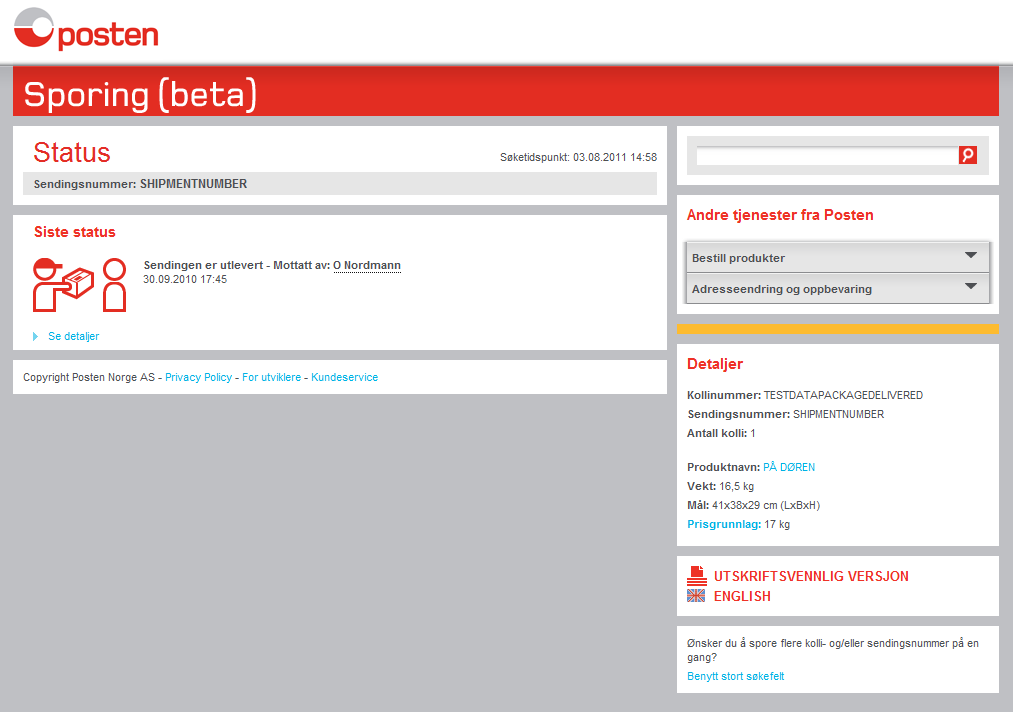 posten
Sporing (beta)
Status
Søketidspunkt: 03.08.2011 14:58
Sendingsnummer: SHIPMENTNUMBER
Siste status
Sendingen er utlevert - Mottatt av: O Nordmann
30.09.2010 17:45
Se detaljer
Copyright Posten Norge AS - Privacy Policy - For utviklere - Kundeservice
Andre tjenester fra Posten
Bestill produkter
Adresseendring og oppbevaring
Detaljer
Kollinummer: TESTDATAPACKAGEDELIVERED
Sendingsnummer: SHIPMENTNUMBER
Antall kolli: 1
Produktnavn: PÅ DØREN
Vekt: 16,5 kg
Mål: 41x38x29 cm (LxBxH)
Prisgrunnlag: 17 kg
UTSKRIFTSVENNLIG VERSJON
ENGLISH
Ønsker du å spore flere kolli- og/eller sendingsnummer på en
gang?
Benytt stort søkefelt